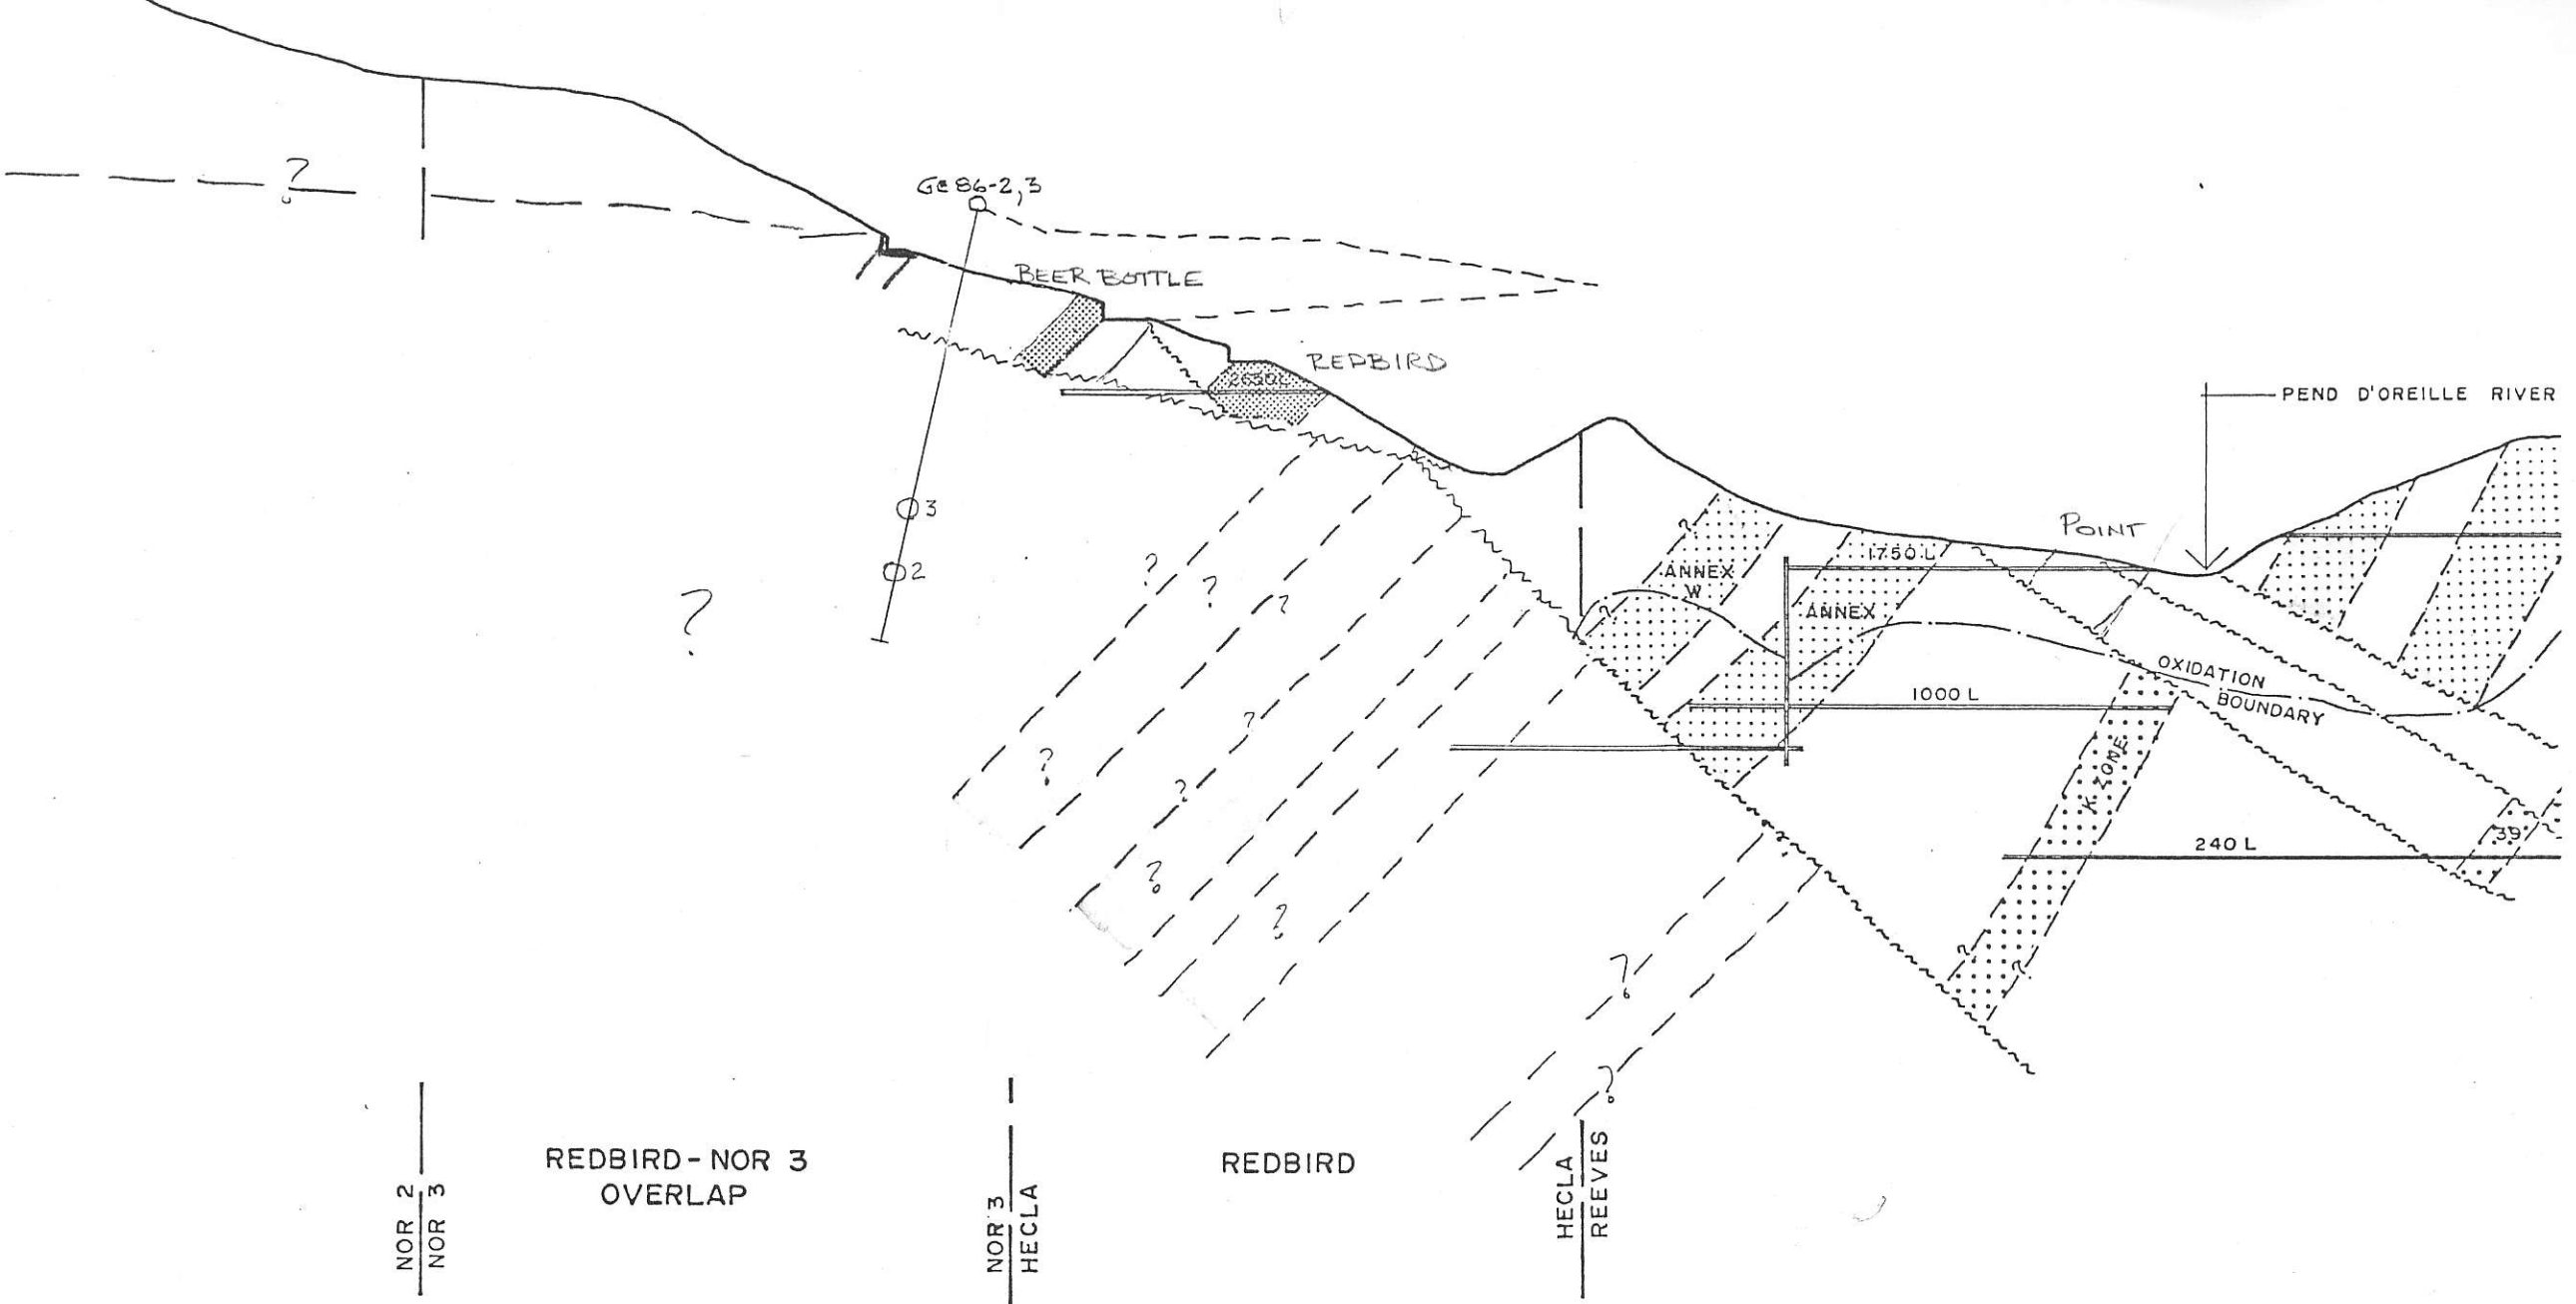 ?
GC 86-2,3
BEER BOTTLE
REDBIRD
2650L
PEND D'OREILLE RIVER
3
2
?
?
?
?
?
ANNEX
W
?
1750 L
ANNEX
POINT
OXIDATION
BOUNDARY
1000 L
?
?
?
?
?
K ZONE
39
240 L
?
?
?
?
REDBIRD - NOR 3
OVERLAP
REDBIRD
NOR 2
NOR 3
NOR 3
HECLA
HECLA
REEVES